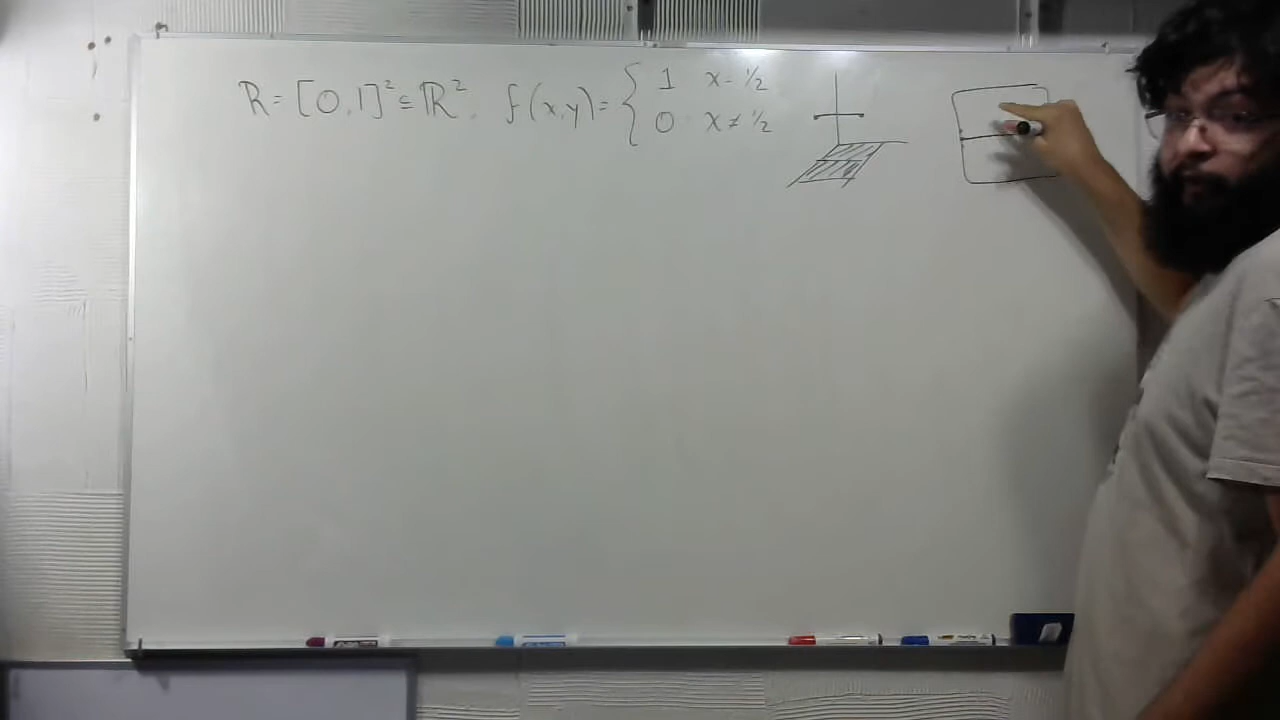 R = [0,1]² ⊆ ℝ². f(x,y) = { 1 x = ½
0 x ≠ ½